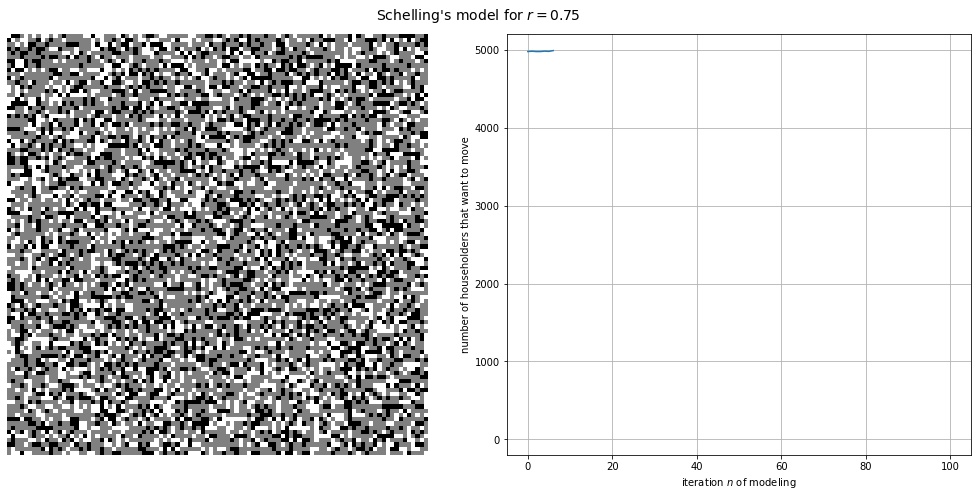 Schelling's model for r = 0.75
number of householders that want to move
5000
4000
3000
2000
1000
0
0 20 40 60 80 100
iteration n of modeling